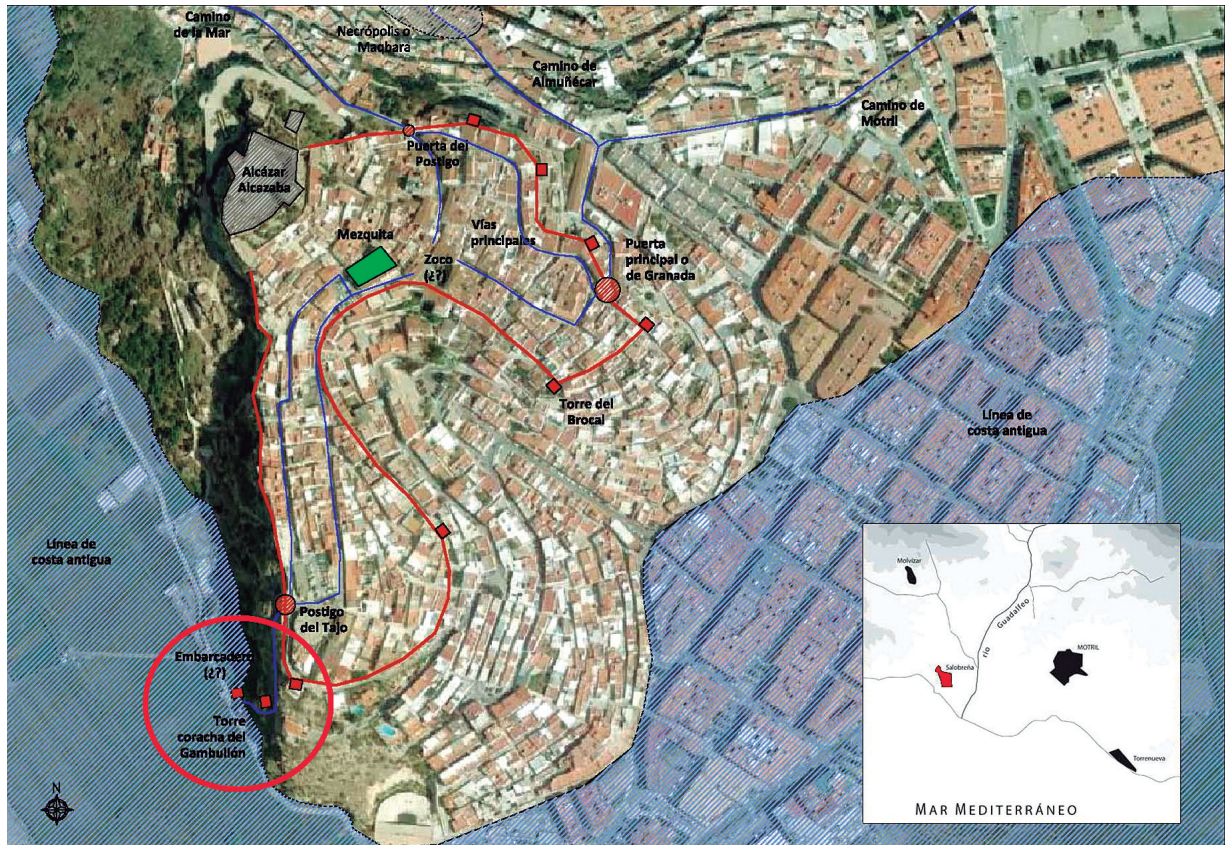 Camino
de la Mar
Necrópolis o
Maqbara
Camino de
Almuñécar
Camino de
Motril
Puerta del
Postigo
Alcázar
Alcazaba
Mezquita
Vías
principales
Zoco
(¿?)
Puerta
principal o
de Granada
Torre del
Brocal
Línea de
costa antigua
Línea de
costa antigua
Postigo
del Tajo
Embarcadero
(¿?)
Torre
coracha del
Gambullón
N
Molvízar
río Guadalfeo
MOTRIL
Salobreña
Torrenueva
MAR MEDITERRÁNEO